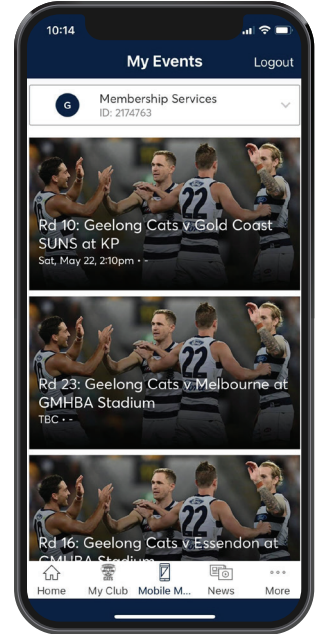 10:14
My Events
Logout
G
Membership Services
ID: 2174763
22
Rd 10: Geelong Cats v Gold Coast
SUNS at KP
Sat, May 22, 2:10pm • -
22
Rd 23: Geelong Cats v Melbourne at
GMHBA Stadium
TBC • -
22
Rd 16: Geelong Cats v Essendon at
GMHBA Stadium
Home
My Club
Mobile M...
News
More